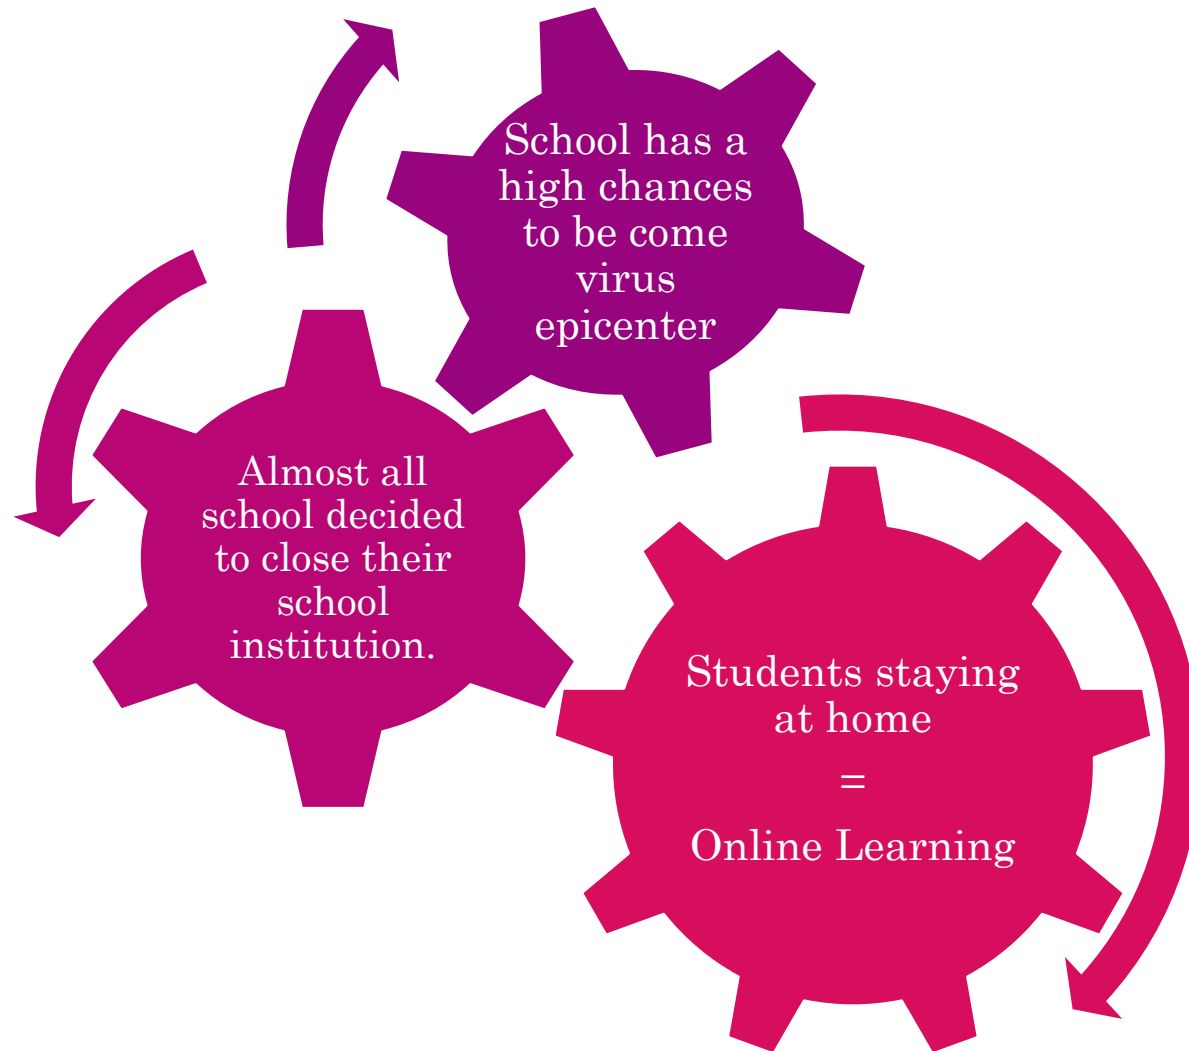 School has a
high chances
to be come
virus
epicenter
Almost all
school decided
to close their
school
institution.
Students staying
at home
=
Online Learning